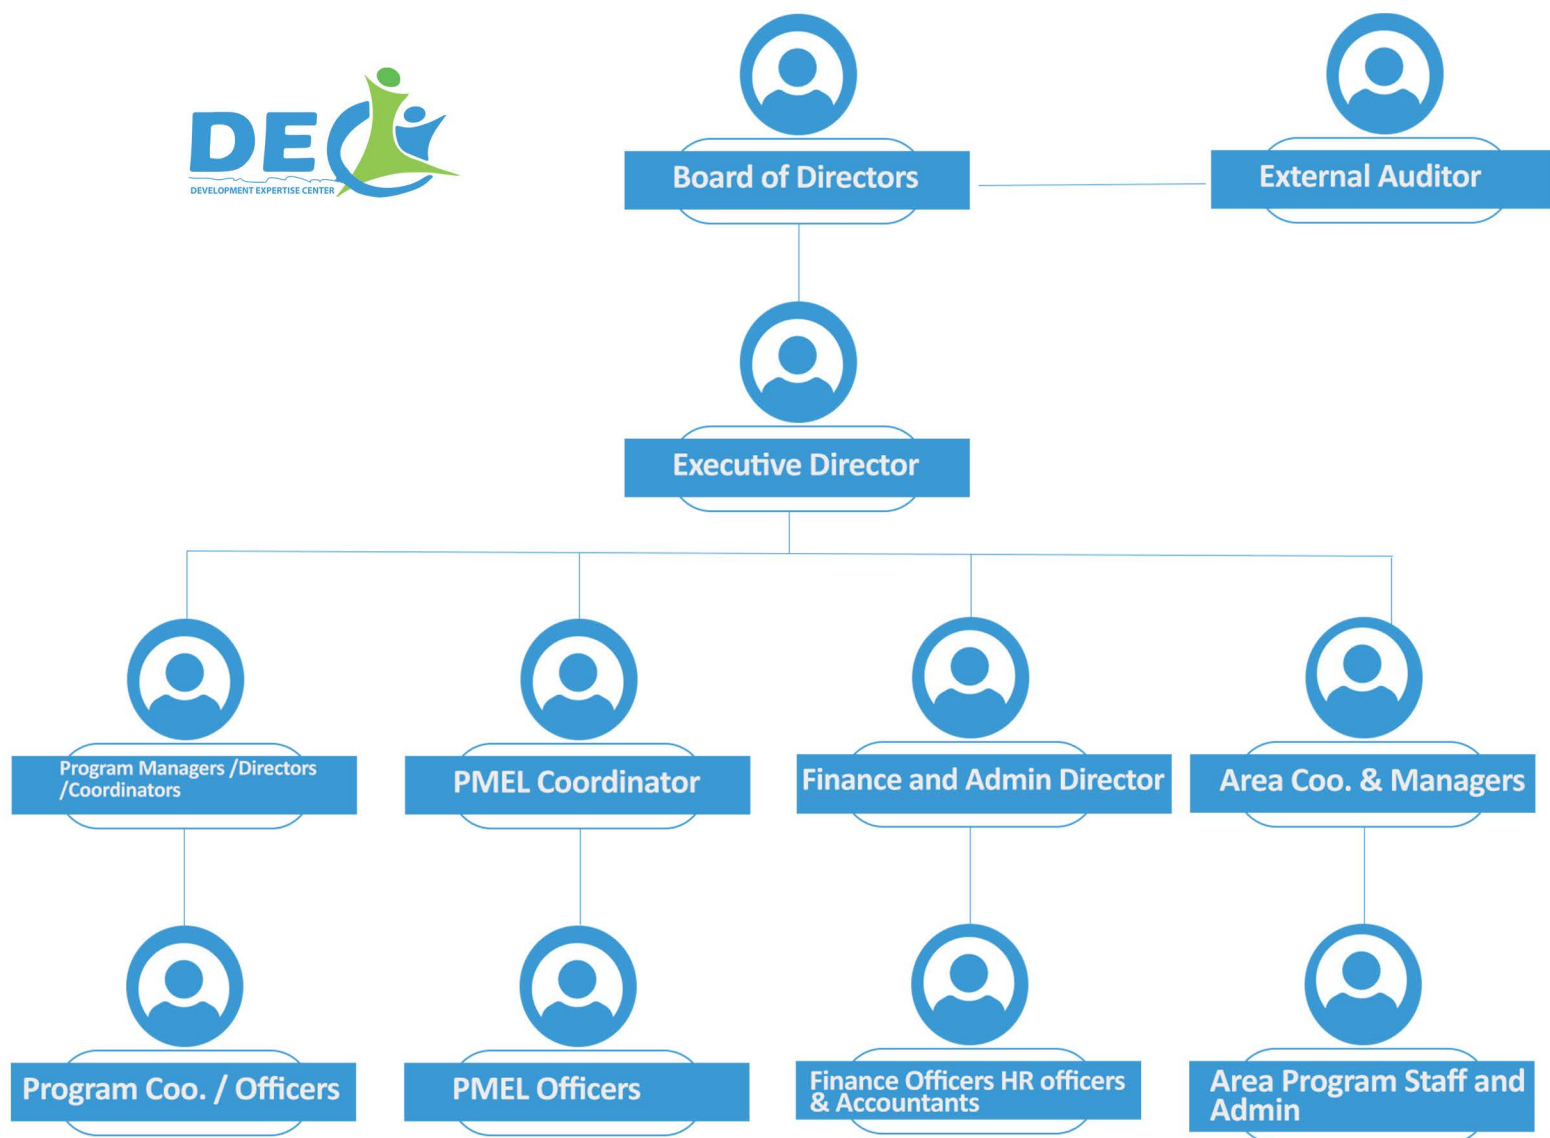 DEC
DEVELOPMENT EXPERTISE CENTER
Board of Directors
External Auditor
Executive Director
Program Managers /Directors
/Coordinators
PMEL Coordinator
Finance and Admin Director
Area Coo. & Managers
Program Coo. / Officers
PMEL Officers
Finance Officers HR officers
& Accountants
Area Program Staff and
Admin